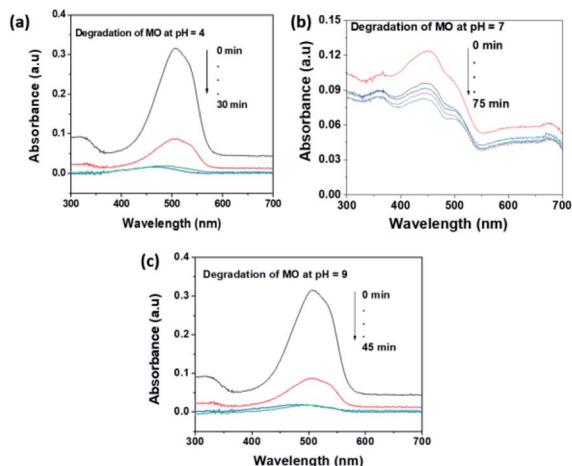 (a)
Degradation of MO at pH = 4
0 min
30 min
0.4
0.3
0.2
0.1
0.0
Absorbance (a.u)
300 400 500 600 700
Wavelength (nm)
(b)
Degradation of MO at pH = 7
0 min
75 min
0.15
0.12
0.09
0.06
0.03
0.00
Absorbance (a.u)
300 400 500 600 700
Wavelength (nm)
(c)
Degradation of MO at pH = 9
0 min
45 min
0.4
0.3
0.2
0.1
0.0
Absorbance (a.u)
300 400 500 600 700
Wavelength (nm)